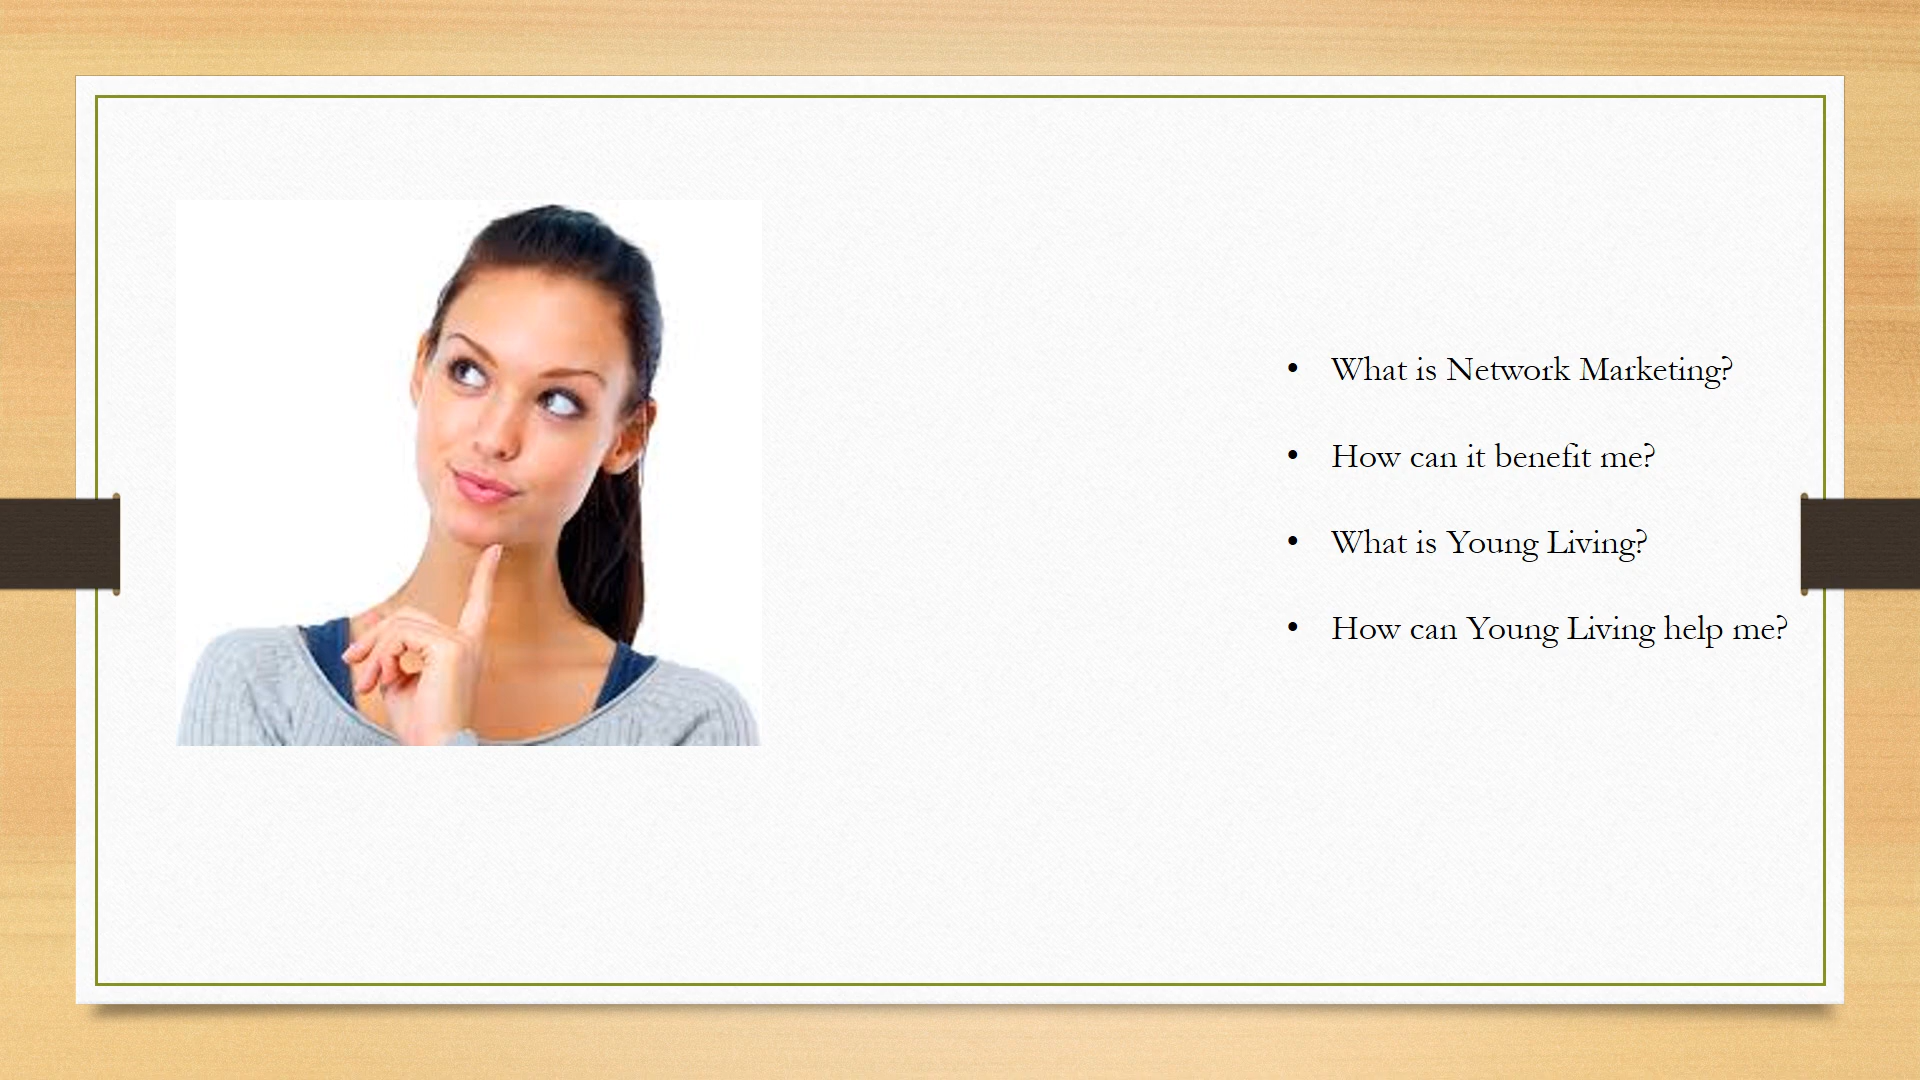 • What is Network Marketing?
• How can it benefit me?
• What is Young Living?
• How can Young Living help me?